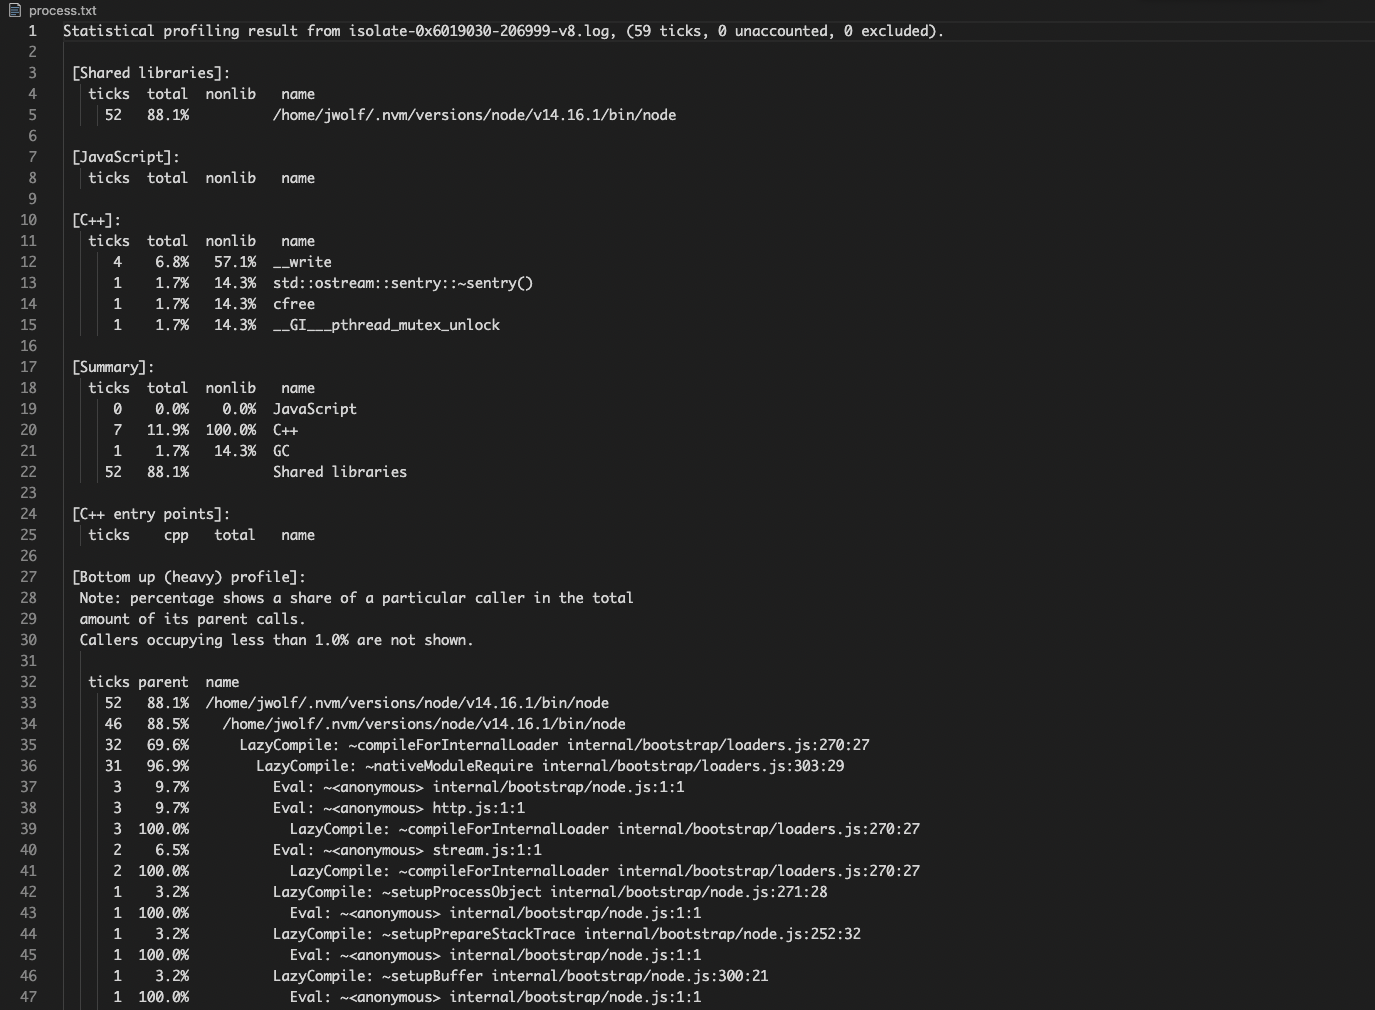 process.txt
1 Statistical profiling result from isolate-0x6019030-206999-v8.log, (59 ticks, 0 unaccounted, 0 excluded).
2
3 [Shared libraries]:
4 ticks total nonlib name
5 52 88.1% /home/jwolf/.nvm/versions/node/v14.16.1/bin/node
6
7 [JavaScript]:
8 ticks total nonlib name
9
10 [C++]:
11 ticks total nonlib name
12 4 6.8% 57.1% __write
13 1 1.7% 14.3% std::ostream::sentry::~sentry()
14 1 1.7% 14.3% cfree
15 1 1.7% 14.3% __GI___pthread_mutex_unlock
16
17 [Summary]:
18 ticks total nonlib name
19 0 0.0% 0.0% JavaScript
20 7 11.9% 100.0% C++
21 1 1.7% 14.3% GC
22 52 88.1% Shared libraries
23
24 [C++ entry points]:
25 ticks cpp total name
26
27 [Bottom up (heavy) profile]:
28 Note: percentage shows a share of a particular caller in the total
29 amount of its parent calls.
30 Callers occupying less than 1.0% are not shown.
31
32 ticks parent name
33 52 88.1% /home/jwolf/.nvm/versions/node/v14.16.1/bin/node
34 46 88.5% /home/jwolf/.nvm/versions/node/v14.16.1/bin/node
35 32 69.6% LazyCompile: ~compileForInternalLoader internal/bootstrap/loaders.js:270:27
36 31 96.9% LazyCompile: ~nativeModuleRequire internal/bootstrap/loaders.js:303:29
37 3 9.7% Eval: ~<anonymous> internal/bootstrap/node.js:1:1
38 3 9.7% Eval: ~<anonymous> http.js:1:1
39 3 100.0% LazyCompile: ~compileForInternalLoader internal/bootstrap/loaders.js:270:27
40 2 6.5% Eval: ~<anonymous> stream.js:1:1
41 2 100.0% LazyCompile: ~compileForInternalLoader internal/bootstrap/loaders.js:270:27
42 1 3.2% LazyCompile: ~setupProcessObject internal/bootstrap/node.js:271:28
43 1 100.0% Eval: ~<anonymous> internal/bootstrap/node.js:1:1
44 1 3.2% LazyCompile: ~setupPrepareStackTrace internal/bootstrap/node.js:252:32
45 1 100.0% Eval: ~<anonymous> internal/bootstrap/node.js:1:1
46 1 3.2% LazyCompile: ~setupBuffer internal/bootstrap/node.js:300:21
47 1 100.0% Eval: ~<anonymous> internal/bootstrap/node.js:1:1